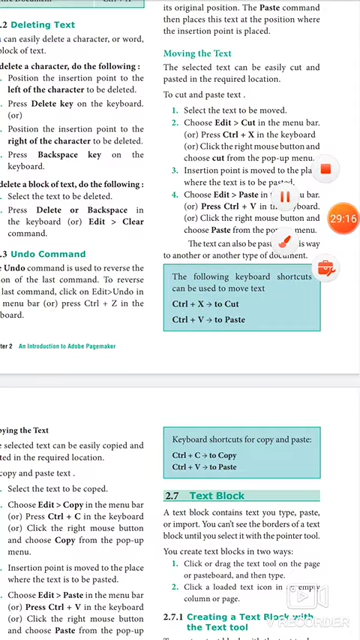 Ctrl + A
.2 Deleting Text
can easily delete a character, or word,
block of text.
delete a character, do the following :
Position the insertion point to the
left of the character to be deleted.
Press Delete key on the keyboard.
(or)
Position the insertion point to the
right of the character to be deleted.
Press Backspace key on the
keyboard.
delete a block of text, do the following :
Select the text to be deleted.
Press Delete or Backspace in
the keyboard (or) Edit > Clear
command.
.3 Undo Command
Undo command is used to reverse the
on of the last command. To reverse
last command, click on Edit>Undo in
menu bar (or) press Ctrl + Z in the
board.
pter 2 An Introduction to Adobe Pagemaker
its original position. The Paste command
then places this text at the position where
the insertion point is placed.
Moving the Text
The selected text can be easily cut and
pasted in the required location.
To cut and paste text .
1. Select the text to be moved.
2. Choose Edit > Cut in the menu bar.
(or) Press Ctrl + X in the keyboard
(or) Click the right mouse button and
choose cut from the pop-up menu.
3. Insertion point is moved to the place
where the text is to be pasted.
4. Choose Edit > Paste in the menu bar.
(or) Press Ctrl + V in the keyboard
(or) Click the right mouse button and
choose Paste from the pop-up menu.
The text can also be pasted in this way
to another or another type of document.
The following keyboard shortcuts
can be used to move text
Ctrl + X → to Cut
Ctrl + V → to Paste
29:16
pying the Text
selected text can be easily copied and
ted in the required location.
copy and paste text .
Select the text to be coped.
Choose Edit > Copy in the menu bar
(or) Press Ctrl + C in the keyboard
(or) Click the right mouse button
and choose Copy from the pop-up
menu.
Insertion point is moved to the
place where the text is to be pasted.
Choose Edit > Paste in the menu bar
(or) Press Ctrl + V in the keyboard
(or) Click the right mouse button
and choose Paste from the pop-up
Keyboard shortcuts for copy and paste:
Ctrl + C → to Copy
Ctrl + V → to Paste
2.7 Text Block
A text block contains text you type, paste,
or import. You can't see the borders of a text
block until you select it with the pointer tool.
You create text blocks in two ways:
1. Click or drag the text tool on the page
or pasteboard, and then type.
2. Click a loaded text icon in an empty
column or page.
2.7.1 Creating a Text Block with
the Text tool
RECORDER